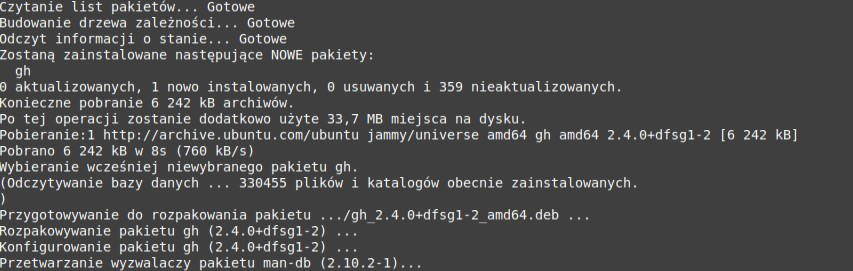 Czytanie list pakietów... Gotowe
Budowanie drzewa zależności... Gotowe
Odczyt informacji o stanie... Gotowe
Zostaną zainstalowane następujące NOWE pakiety:
  gh
0 aktualizowanych, 1 nowo instalowanych, 0 usuwanych i 359 nieaktualizowanych.
Konieczne pobranie 6 242 kB archiwów.
Po tej operacji zostanie dodatkowo użyte 33,7 MB miejsca na dysku.
Pobieranie:1 http://archive.ubuntu.com/ubuntu jammy/universe amd64 gh amd64 2.4.0+dfsg1-2 [6 242 kB]
Pobrano 6 242 kB w 8s (760 kB/s)
Wybieranie wcześniej niewybranego pakietu gh.
(Odczytywanie bazy danych ... 330455 plików i katalogów obecnie zainstalowanych.
)
Przygotowywanie do rozpakowania pakietu .../gh_2.4.0+dfsg1-2_amd64.deb ...
Rozpakowywanie pakietu gh (2.4.0+dfsg1-2) ...
Konfigurowanie pakietu gh (2.4.0+dfsg1-2) ...
Przetwarzanie wyzwalaczy pakietu man-db (2.10.2-1)...